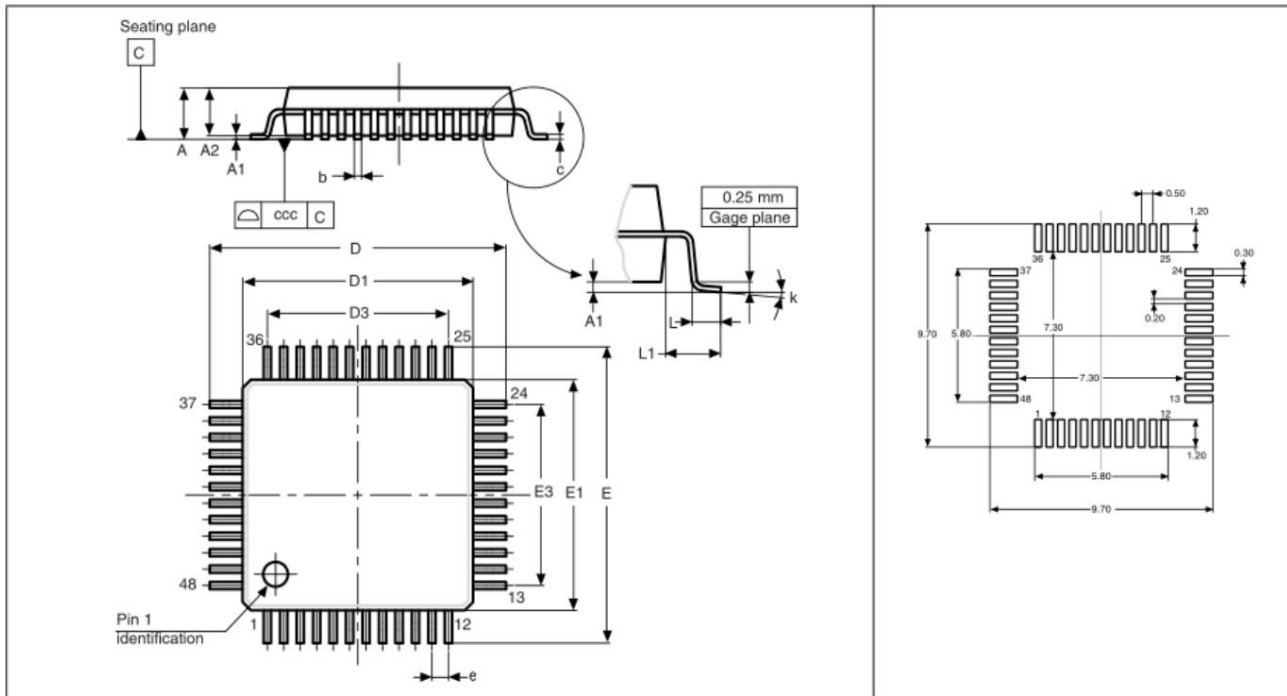 Seating plane
C
A
A2
A1
b
c
ccc C
0.25 mm
Gage plane
A1
L
L1
k
D
D1
D3
36
25
37
24
48
13
1
12
E3
E1
E
e
Pin 1
identification
0.50
1.20
36
25
37
24
0.30
0.20
9.70
5.80
7.30
7.30
48
13
1
12
1.20
5.80
9.70